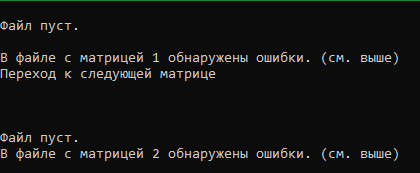 Файл пуст.
В файле с матрицей 1 обнаружены ошибки. (см. выше)
Переход к следующей матрице
Файл пуст.
В файле с матрицей 2 обнаружены ошибки. (см. выше)